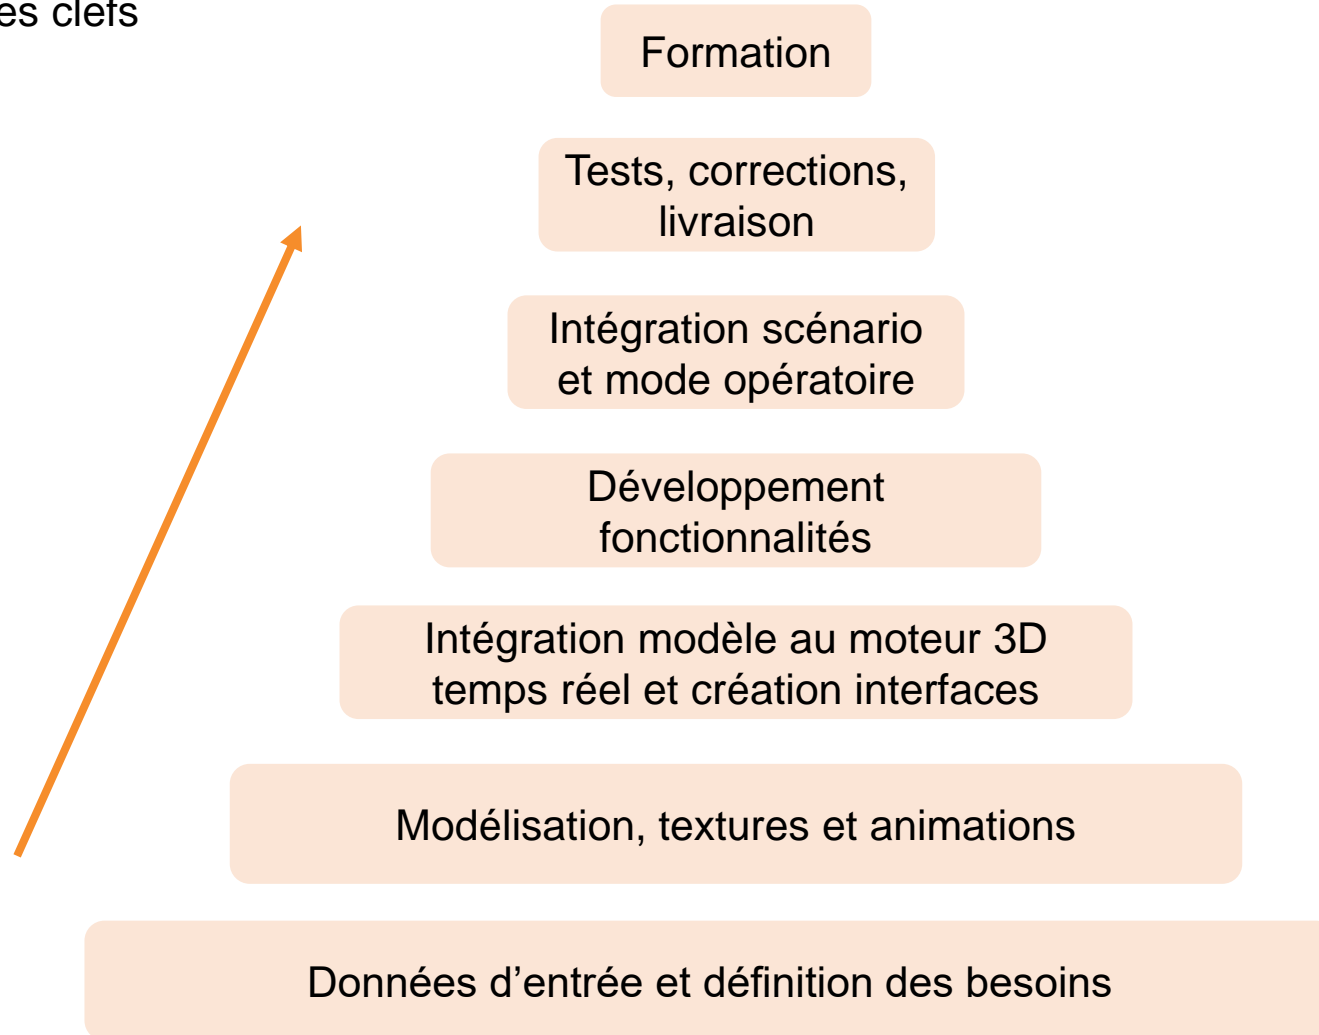 clefs
Formation
Tests, corrections,
livraison
Intégration scénario
et mode opératoire
Développement
fonctionnalités
Intégration modèle au moteur 3D
temps réel et création interfaces
Modélisation, textures et animations
Données d’entrée et définition des besoins